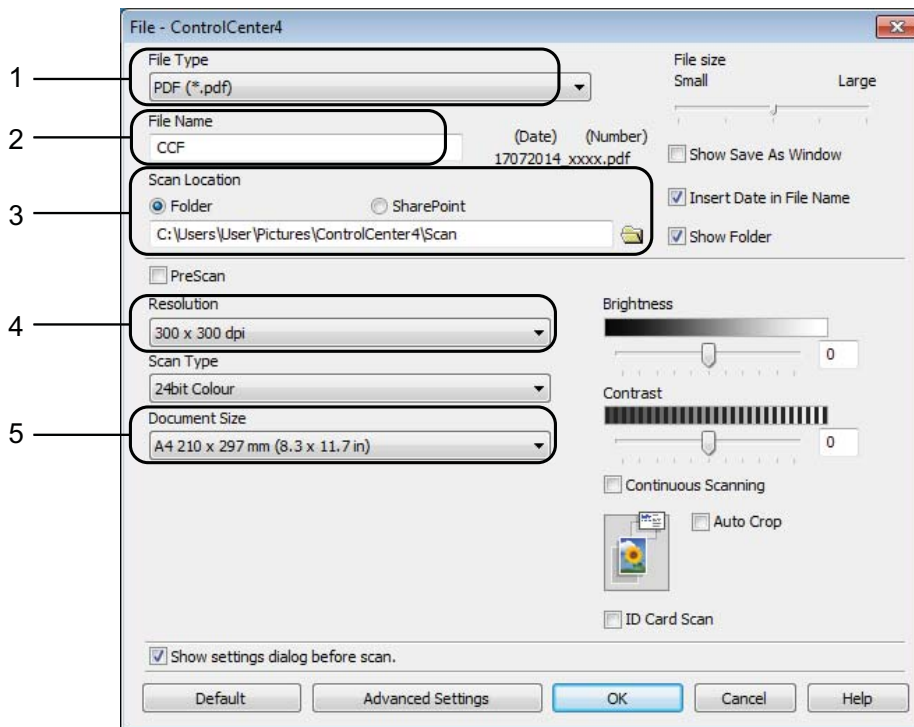 File - ControlCenter4
1
File Type
PDF (*.pdf)
File size
Small Large
2
File Name
CCF
(Date) (Number)
17072014_xxxx.pdf
Show Save As Window
3
Scan Location
Folder SharePoint
C:\Users\User\Pictures\ControlCenter4\Scan
Insert Date in File Name
Show Folder
PreScan
4
Resolution
300 x 300 dpi
Scan Type
24bit Colour
5
Document Size
A4 210 x 297 mm (8.3 x 11.7 in)
Brightness
0
Contrast
0
Continuous Scanning
Auto Crop
ID Card Scan
Show settings dialog before scan.
Default Advanced Settings OK Cancel Help